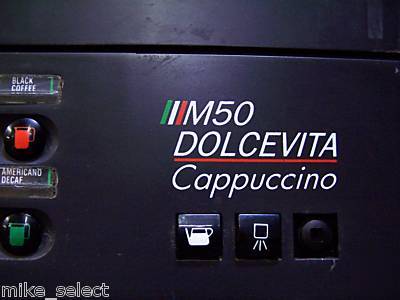 BLACK
COFFEE
M50
DOLCEVITA
Cappuccino
AMERICANO
DECAF
mike_select